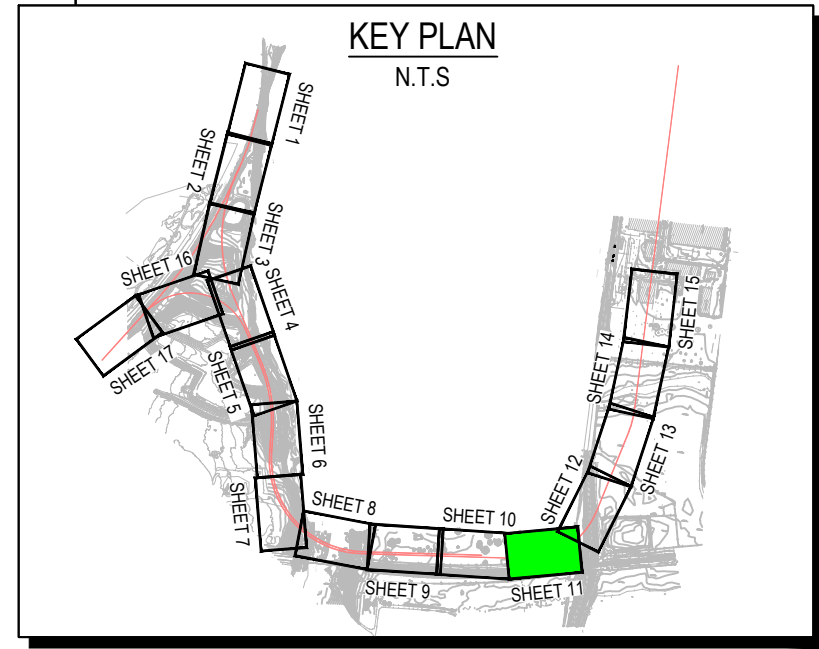 KEY PLAN
N.T.S
SHEET 1
SHEET 2
SHEET 3
SHEET 16
SHEET 4
SHEET 17
SHEET 5
SHEET 6
SHEET 7
SHEET 8
SHEET 9
SHEET 10
SHEET 11
SHEET 12
SHEET 13
SHEET 14
SHEET 15